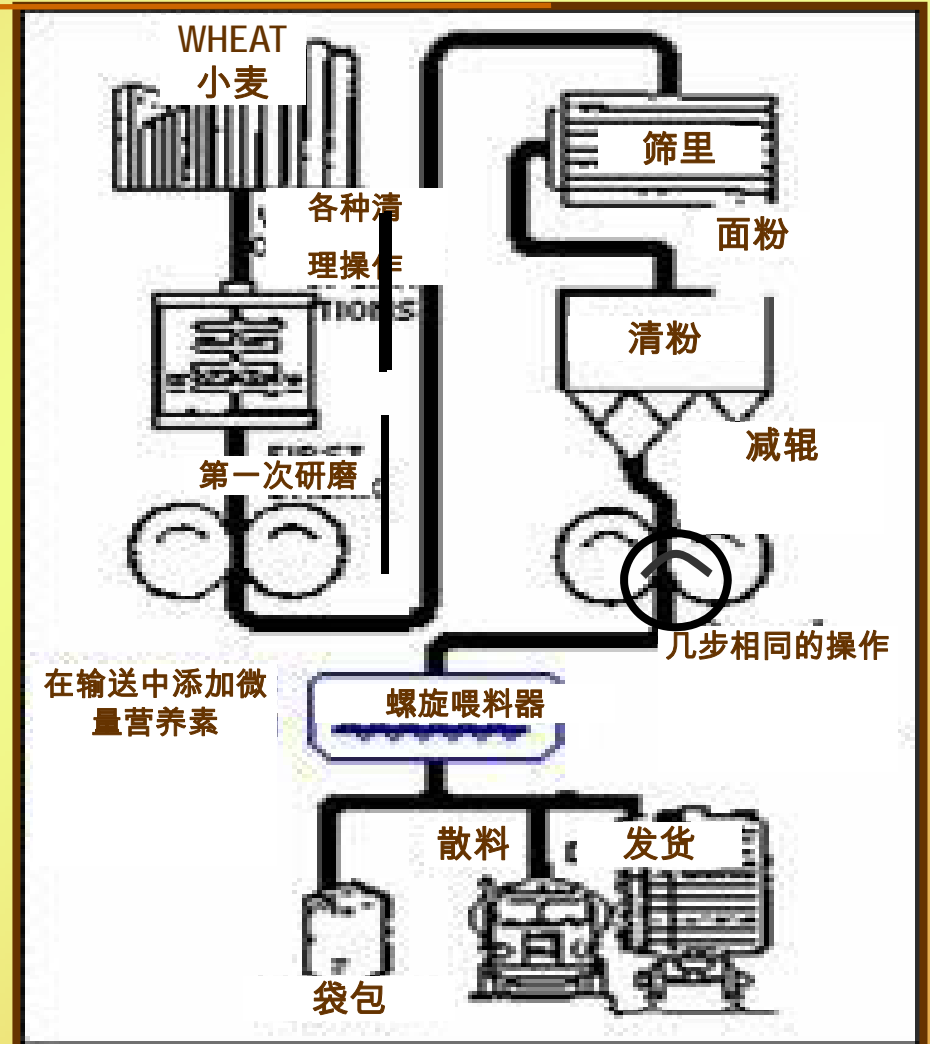 WHEAT
小麦
各种清
理操作
TIONS
第一次研磨
筛里
面粉
清粉
减辊
几步相同的操作
在输送中添加微
量营养素
螺旋喂料器
散料
发货
袋包